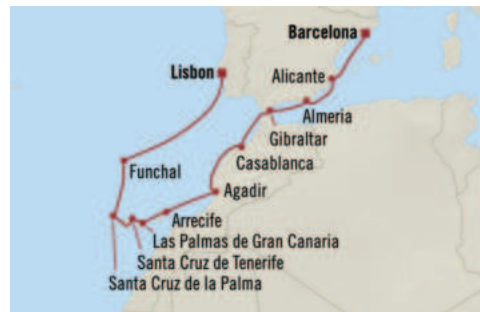 Barcelona
Lisbon
Alicante
Almeria
Gibraltar
Casablanca
Funchal
Agadir
Arrecife
Las Palmas de Gran Canaria
Santa Cruz de Tenerife
Santa Cruz de la Palma